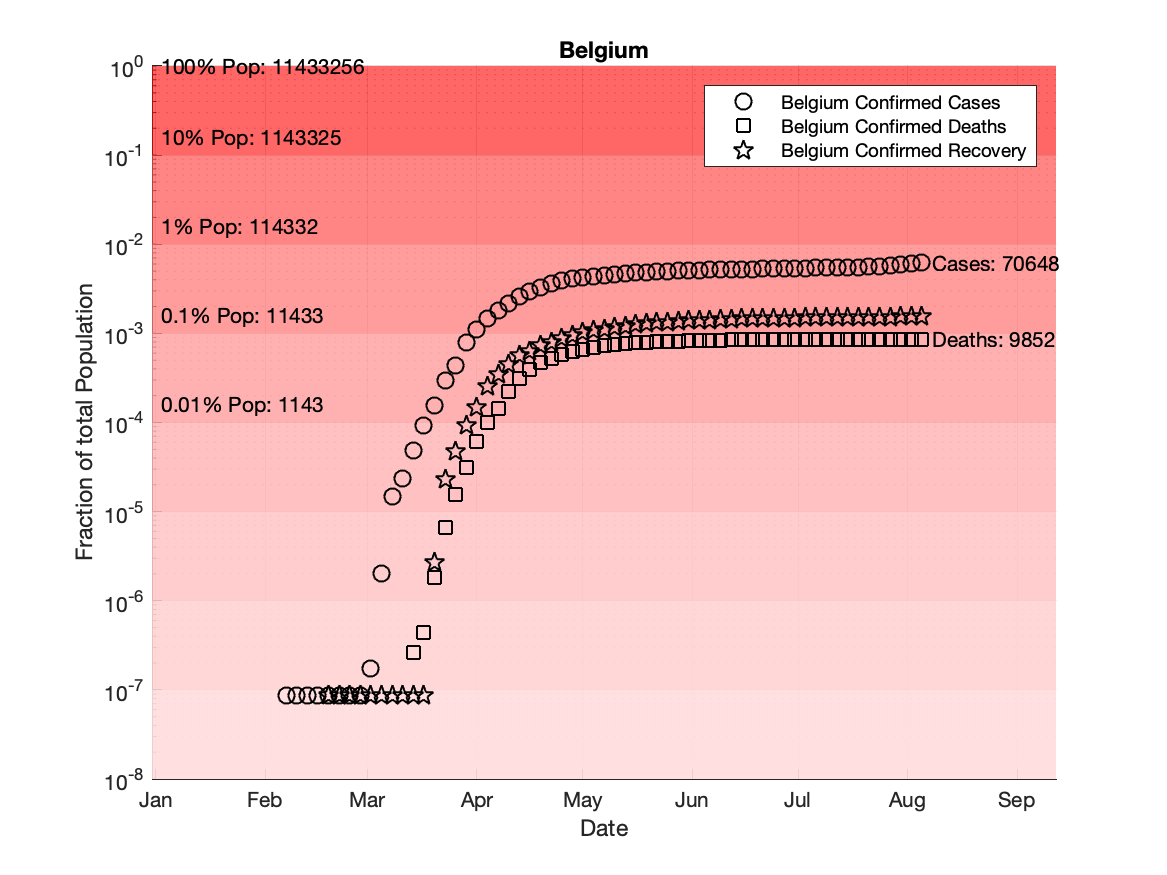 Belgium
10^0
10^-1
10^-2
10^-3
10^-4
10^-5
10^-6
10^-7
10^-8
Fraction of total Population
100% Pop: 11433256
10% Pop: 1143325
1% Pop: 114332
0.1% Pop: 11433
0.01% Pop: 1143
Belgium Confirmed Cases
Belgium Confirmed Deaths
Belgium Confirmed Recovery
Cases: 70648
Deaths: 9852
Jan Feb Mar Apr May Jun Jul Aug Sep
Date